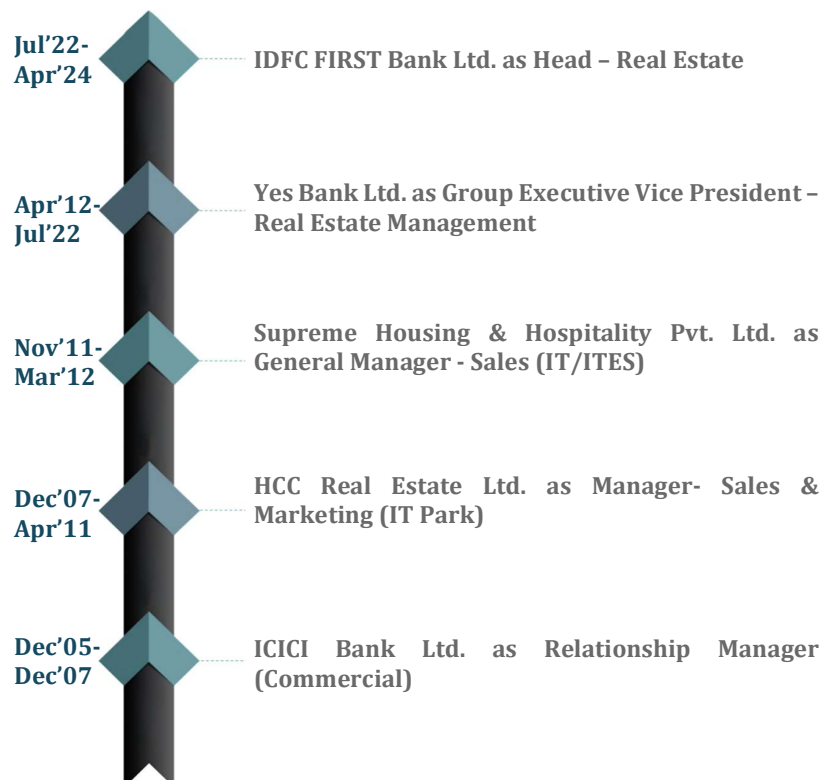 Jul’22-
Apr’24
IDFC FIRST Bank Ltd. as Head – Real Estate
Apr’12-
Jul’22
Yes Bank Ltd. as Group Executive Vice President –
Real Estate Management
Nov’11-
Mar’12
Supreme Housing & Hospitality Pvt. Ltd. as
General Manager - Sales (IT/ITES)
Dec’07-
Apr’11
HCC Real Estate Ltd. as Manager- Sales &
Marketing (IT Park)
Dec’05-
Dec’07
ICICI Bank Ltd. as Relationship Manager
(Commercial)